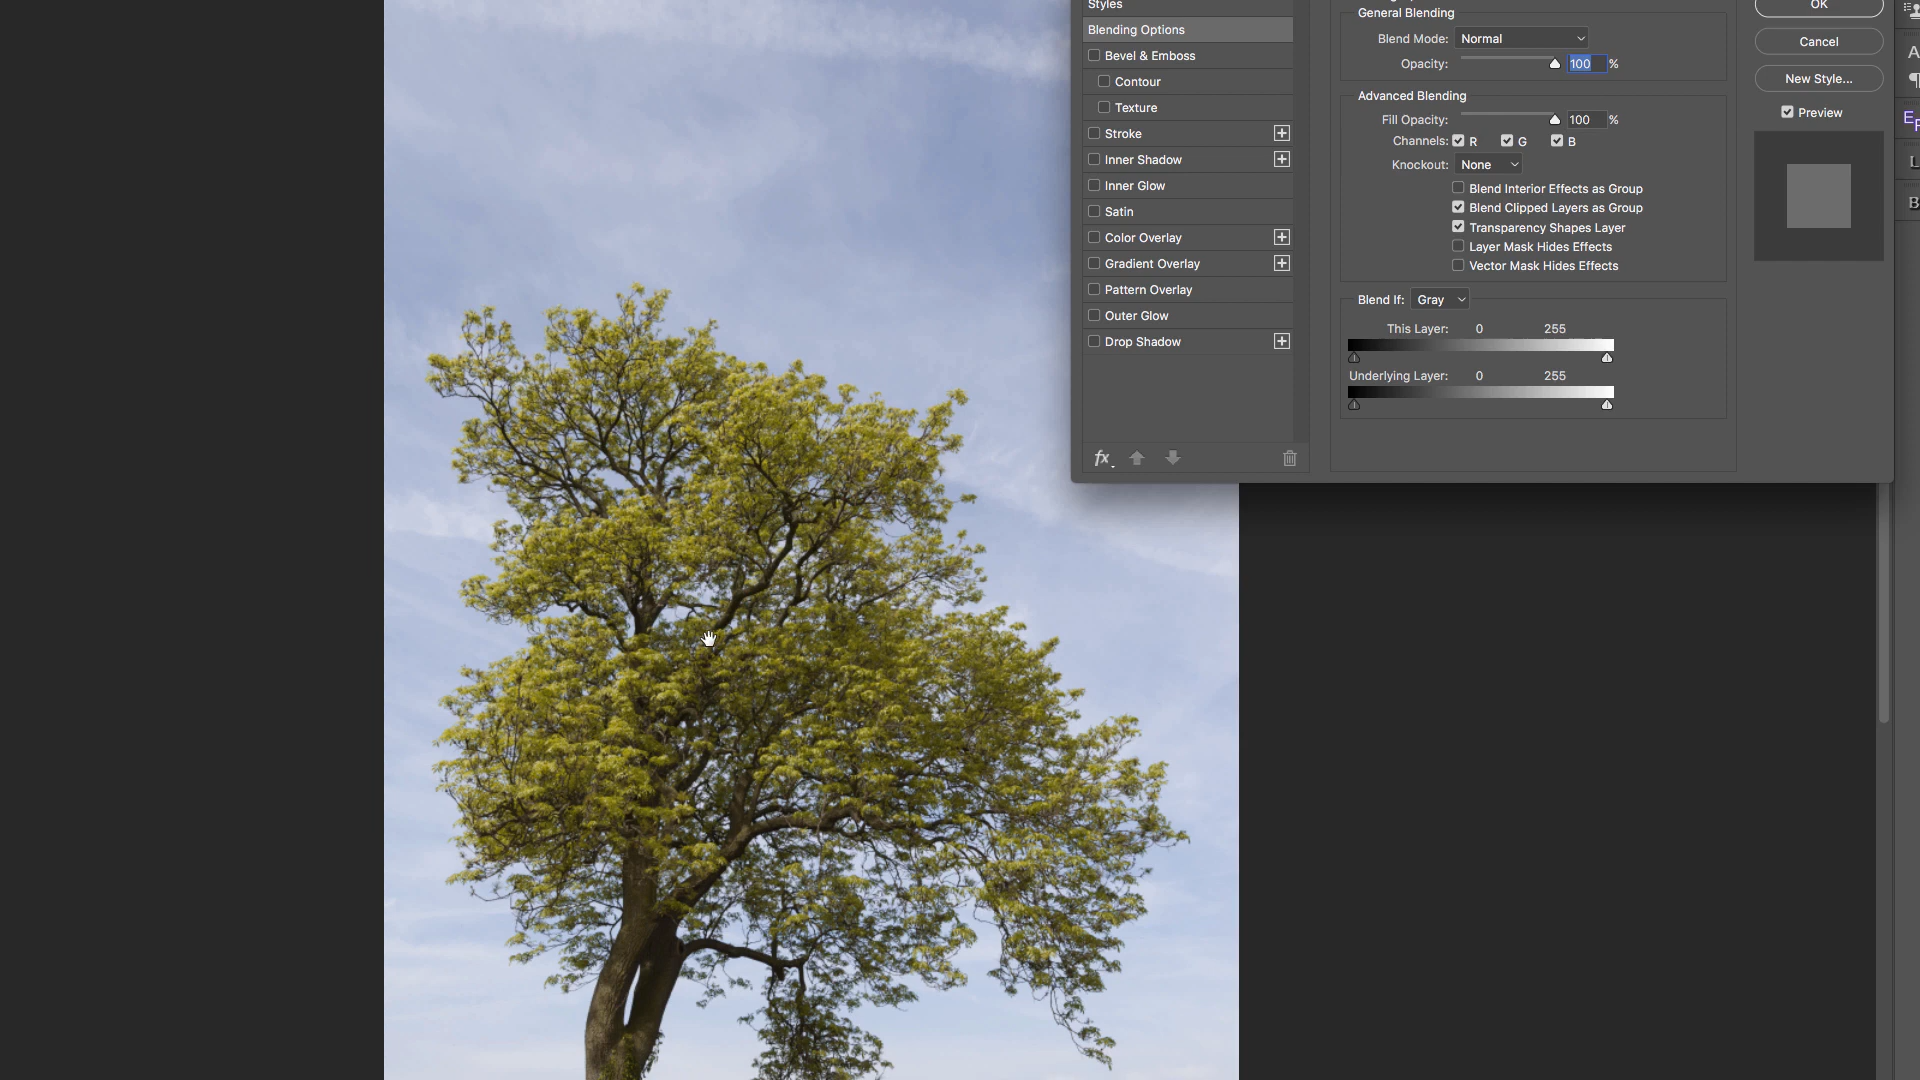 Styles
Blending Options
Bevel & Emboss
Contour
Texture
Stroke
Inner Shadow
Inner Glow
Satin
Color Overlay
Gradient Overlay
Pattern Overlay
Outer Glow
Drop Shadow
fx
General Blending
Blend Mode: Normal
Opacity: 100 %
Advanced Blending
Fill Opacity: 100 %
Channels: R G B
Knockout: None
Blend Interior Effects as Group
Blend Clipped Layers as Group
Transparency Shapes Layer
Layer Mask Hides Effects
Vector Mask Hides Effects
Blend If: Gray
This Layer: 0 255
Underlying Layer: 0 255
OK
Cancel
New Style...
Preview